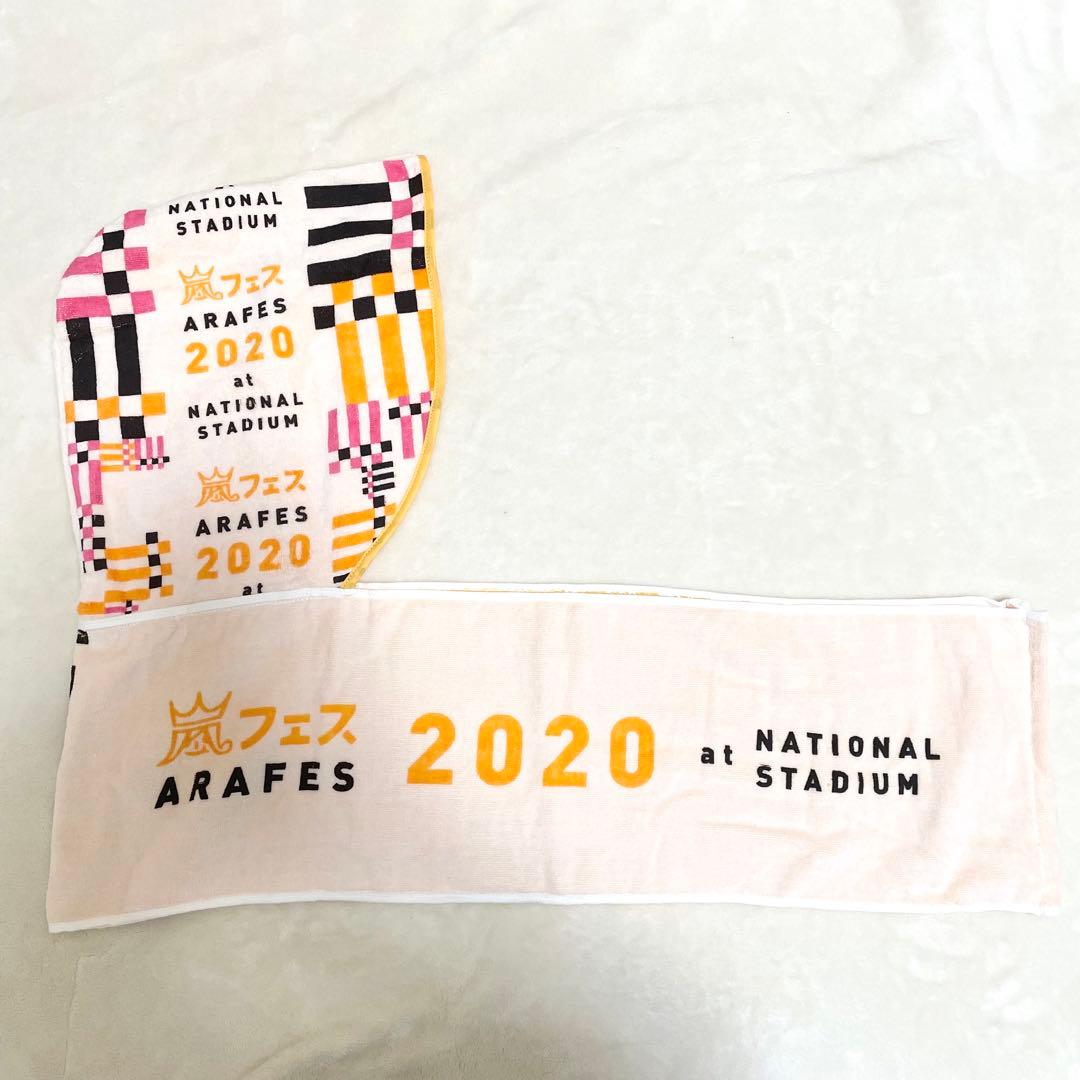 NATIONAL
STADIUM
嵐フェス
ARAFES
2020
at
NATIONAL
STADIUM
嵐フェス
ARAFES
2020
at
嵐フェス
ARAFES
2020
at
NATIONAL
STADIUM